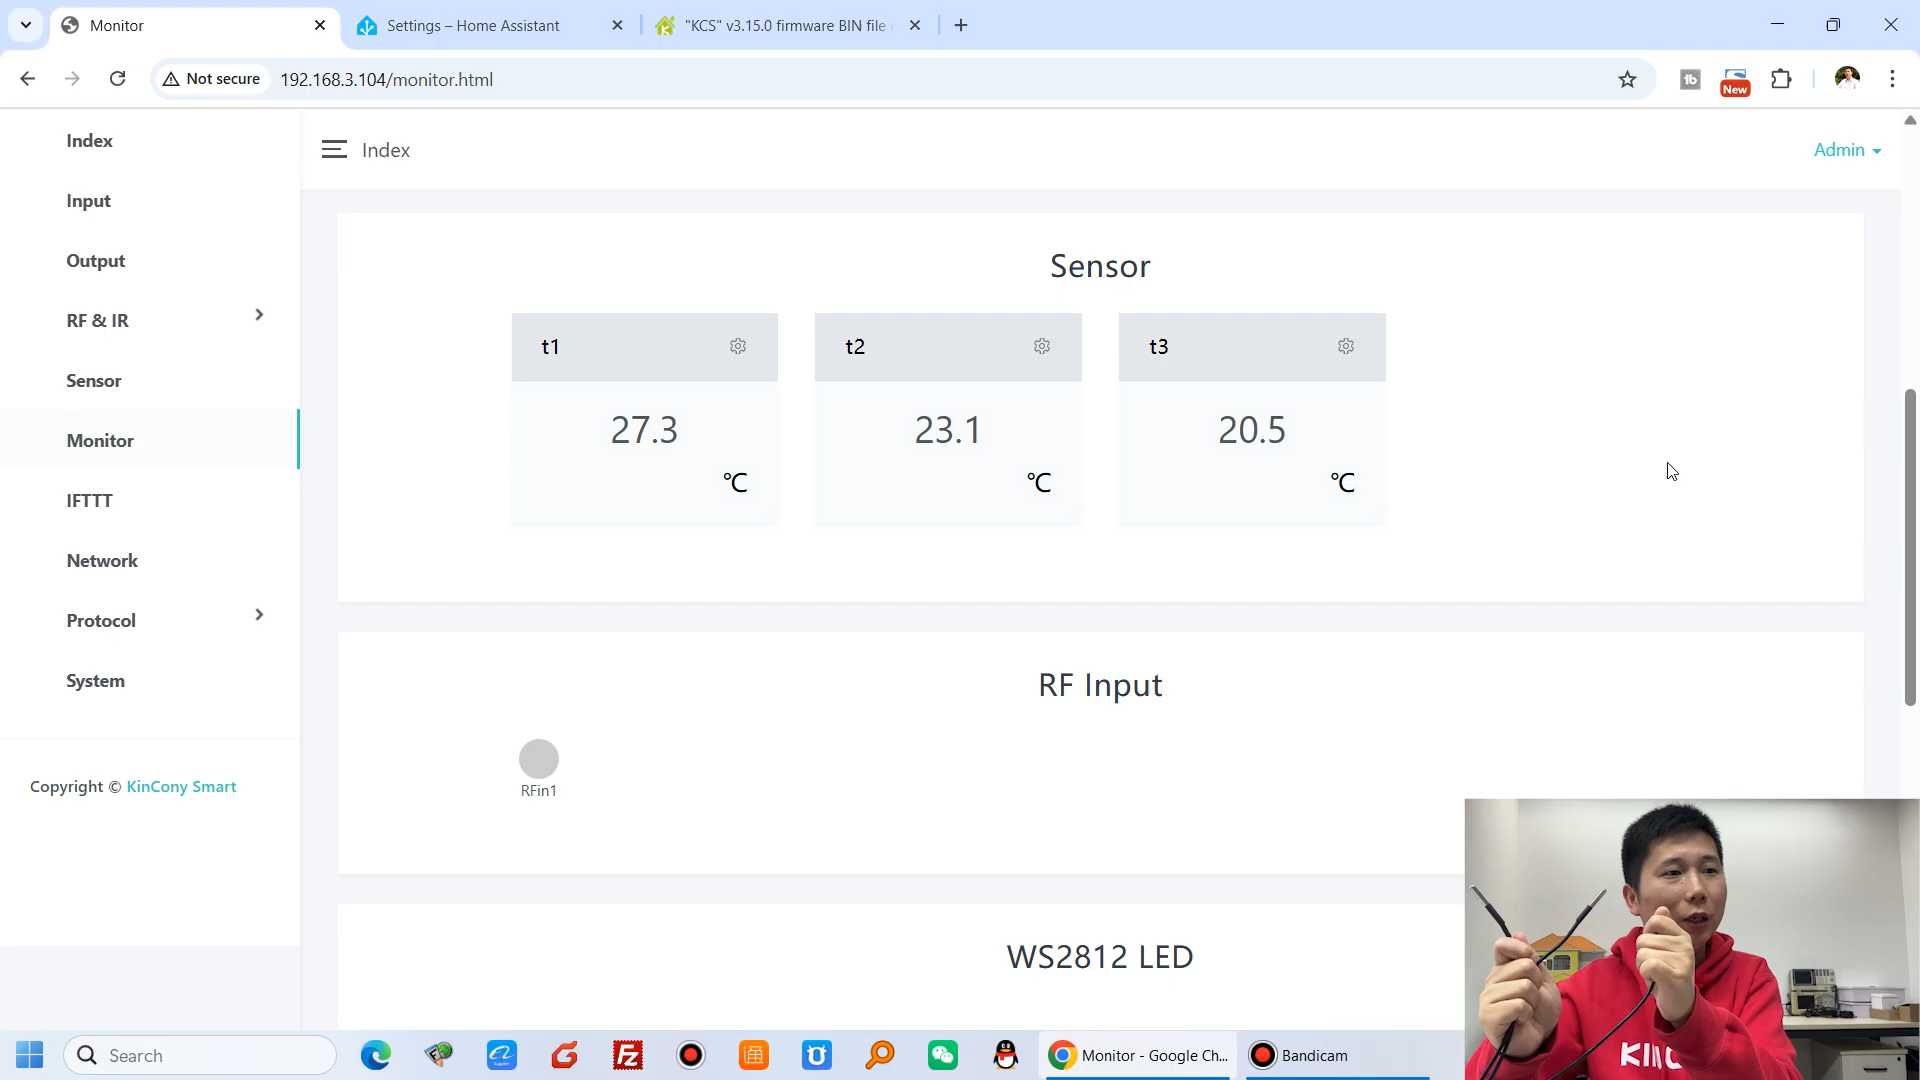 Monitor
Settings – Home Assistant
"KCS" v3.15.0 firmware BIN file
Not secure
192.168.3.104/monitor.html
New
Index
Input
Output
RF & IR
Sensor
Monitor
IFTTT
Network
Protocol
System
Copyright © KinCony Smart
Index
Admin
Sensor
t1
t2
t3
27.3
23.1
20.5
℃
℃
℃
RF Input
RFin1
WS2812 LED
Search
Monitor - Google Ch...
Bandicam